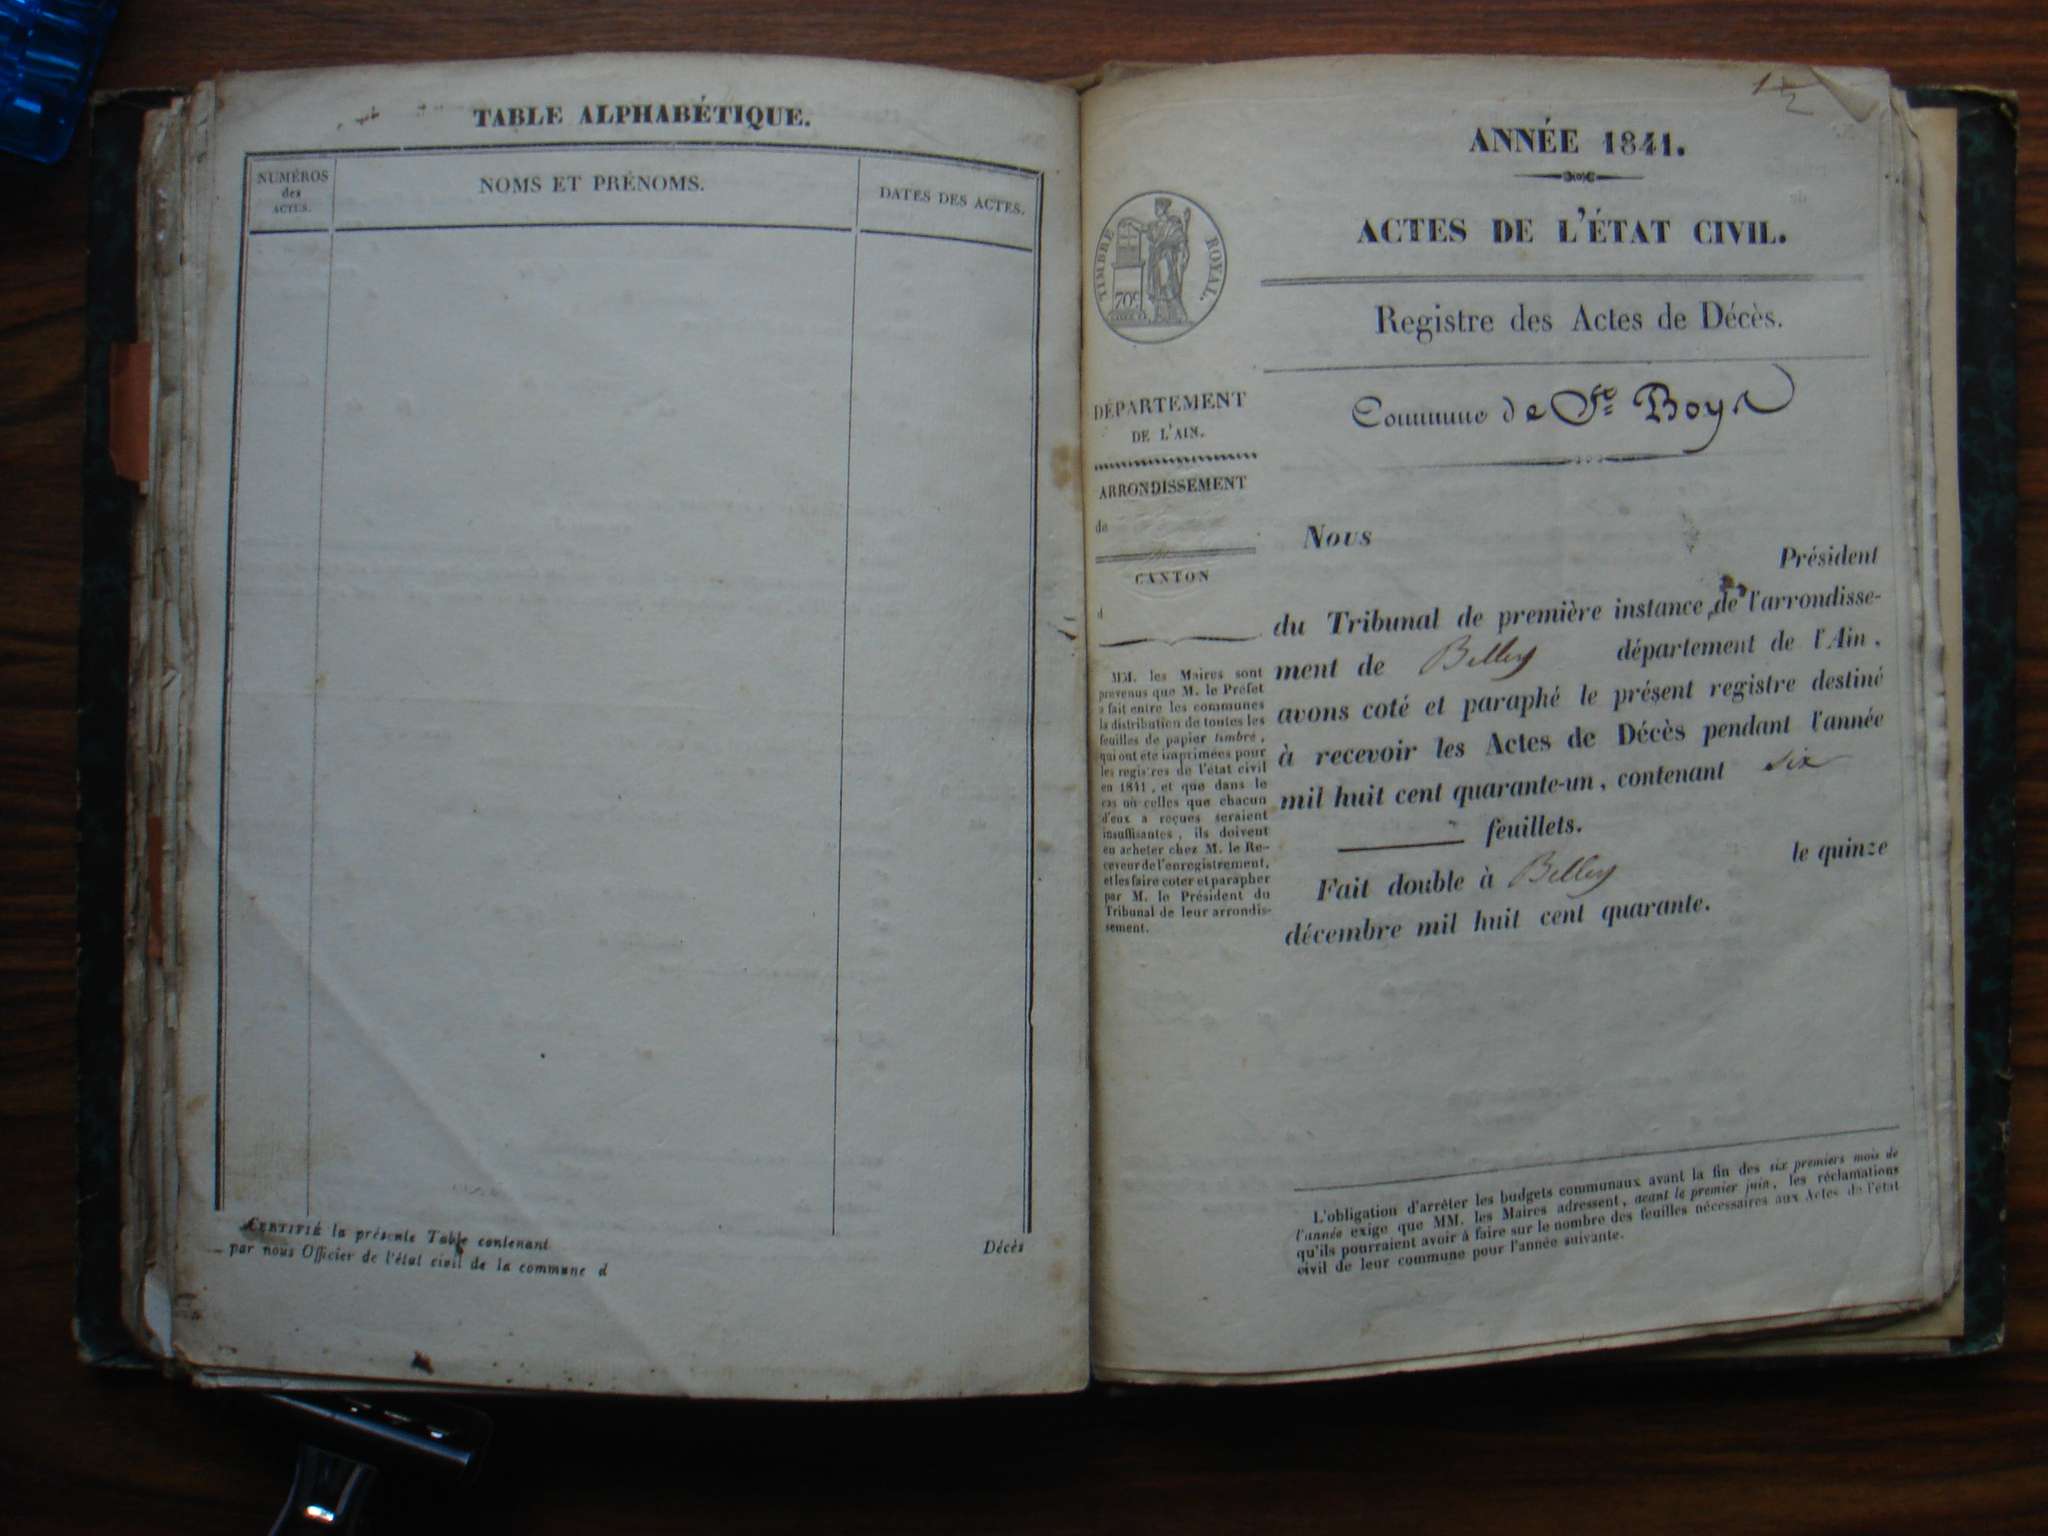 TABLE ALPHABÉTIQUE.
NUMÉROS
des
ACTES.
NOMS ET PRÉNOMS.
DATES DES ACTES.
CERTIFIÉ la présente Table contenant
Décès
par nous Officier de l'état civil de la commune d
ANNÉE 1841.
ACTES DE L'ÉTAT CIVIL.
TIMBRE ROYAL.
70c
Registre des Actes de Décès.
Commune de St Boys
DÉPARTEMENT
DE L'AIN.
ARRONDISSEMENT
de
CANTON
d
MM. les Maires sont
prevenus que M. le Préfet
a fait entre les communes
la distribution de toutes les
feuilles de papier timbré,
qui ont été imprimées pour
les registres de l'état civil
en 1841, et que dans le
cas où celles que chacun
d'eux a reçues seraient
insuffisantes, ils doivent
en acheter chez M. le Re-
ceveur de l'enregistrement,
et les faire coter et parapher
par M. le Président du
Tribunal de leur arrondis-
sement.
Nous
Président
du Tribunal de première instance de l'arrondisse-
ment de Belley département de l'Ain,
avons coté et paraphé le présent registre destiné
à recevoir les Actes de Décès pendant l'année
mil huit cent quarante-un, contenant six
feuillets.
Fait double à Belley le quinze
décembre mil huit cent quarante.
L'obligation d'arrêter les budgets communaux avant la fin des six premiers mois de
l'année exige que MM. les Maires adressent, avant le premier juin, les réclamations
qu'ils pourraient avoir à faire sur le nombre des feuilles nécessaires aux Actes de l'état
civil de leur commune pour l'année suivante.